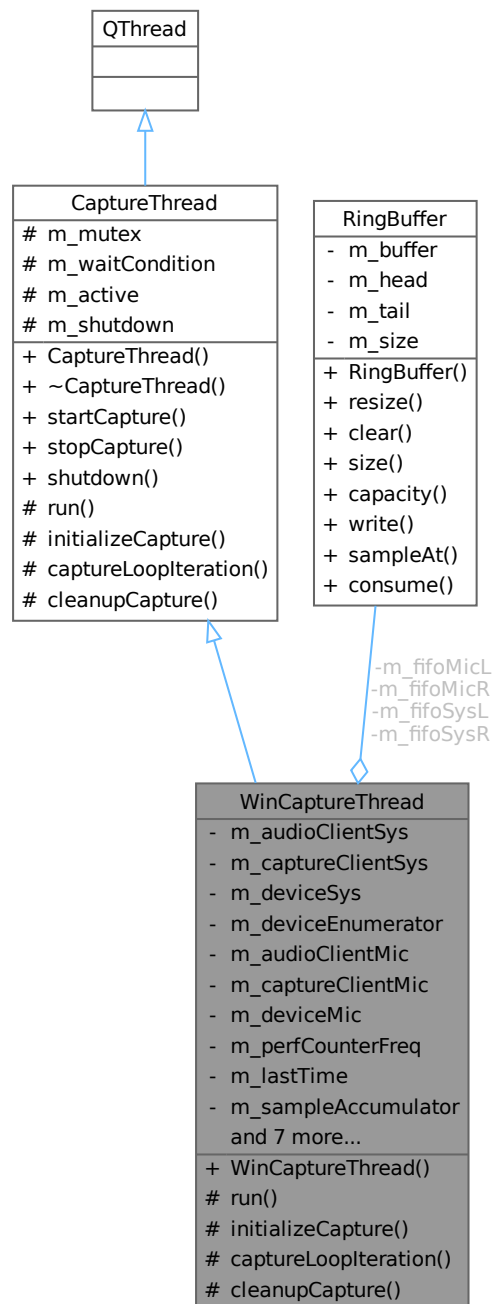 QThread
CaptureThread
# m_mutex
# m_waitCondition
# m_active
# m_shutdown
+ CaptureThread()
+ ~CaptureThread()
+ startCapture()
+ stopCapture()
+ shutdown()
# run()
# initializeCapture()
# captureLoopIteration()
# cleanupCapture()
RingBuffer
- m_buffer
- m_head
- m_tail
- m_size
+ RingBuffer()
+ resize()
+ clear()
+ size()
+ capacity()
+ write()
+ sampleAt()
+ consume()
-m_fifoMicL
-m_fifoMicR
-m_fifoSysL
-m_fifoSysR
WinCaptureThread
- m_audioClientSys
- m_captureClientSys
- m_deviceSys
- m_deviceEnumerator
- m_audioClientMic
- m_captureClientMic
- m_deviceMic
- m_perfCounterFreq
- m_lastTime
- m_sampleAccumulator
and 7 more...
+ WinCaptureThread()
# run()
# initializeCapture()
# captureLoopIteration()
# cleanupCapture()